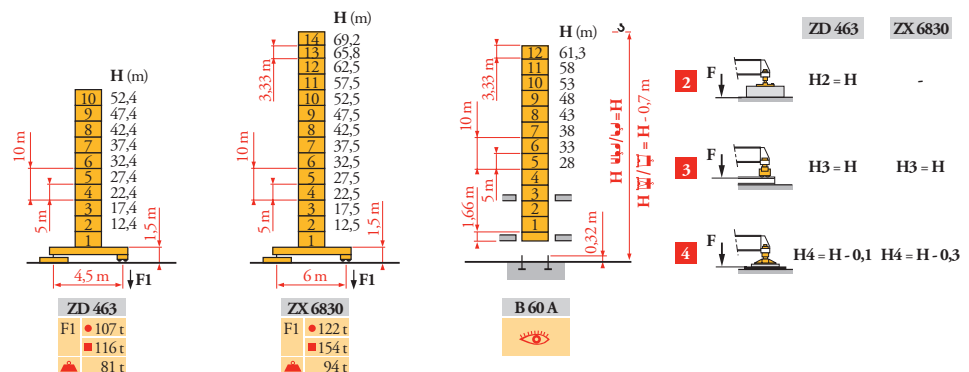 H (m)
10 52,4
9 47,4
8 42,4
7 37,4
6 32,4
5 27,4
4 22,4
3 17,4
2 12,4
1
10 m
5 m
1,5 m
4,5 m
F1
ZD 463
F1 107 t
116 t
81 t
H (m)
14 69,2
13 65,8
12 62,5
11 57,5
10 52,5
9 47,5
8 42,5
7 37,5
6 32,5
5 27,5
4 22,5
3 17,5
2 12,5
1
3,33 m
10 m
5 m
1,5 m
6 m
F1
ZX 6830
F1 122 t
154 t
94 t
H (m)
12 61,3
11 58
10 53
9 48
8 43
7 38
6 33
5 28
4
3
2
1
3,33 m
10 m
5 m
1,66 m
0,32 m
= H
= H - 0,7 m
B 60 A
ZD 463 ZX 6830
2 F H2 = H -
3 F H3 = H H3 = H
4 F H4 = H - 0,1 H4 = H - 0,3